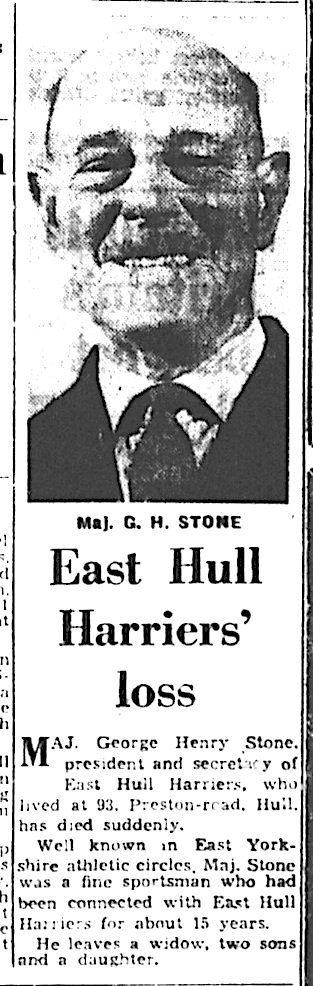 Maj. G. H. STONE
East Hull
Harriers'
loss
MAJ. George Henry Stone,
president and secretary of
East Hull Harriers, who
lived at 93, Preston-road, Hull,
has died suddenly.
Well known in East York-
shire athletic circles, Maj. Stone
was a fine sportsman who had
been connected with East Hull
Harriers for about 15 years.
He leaves a widow, two sons
and a daughter.